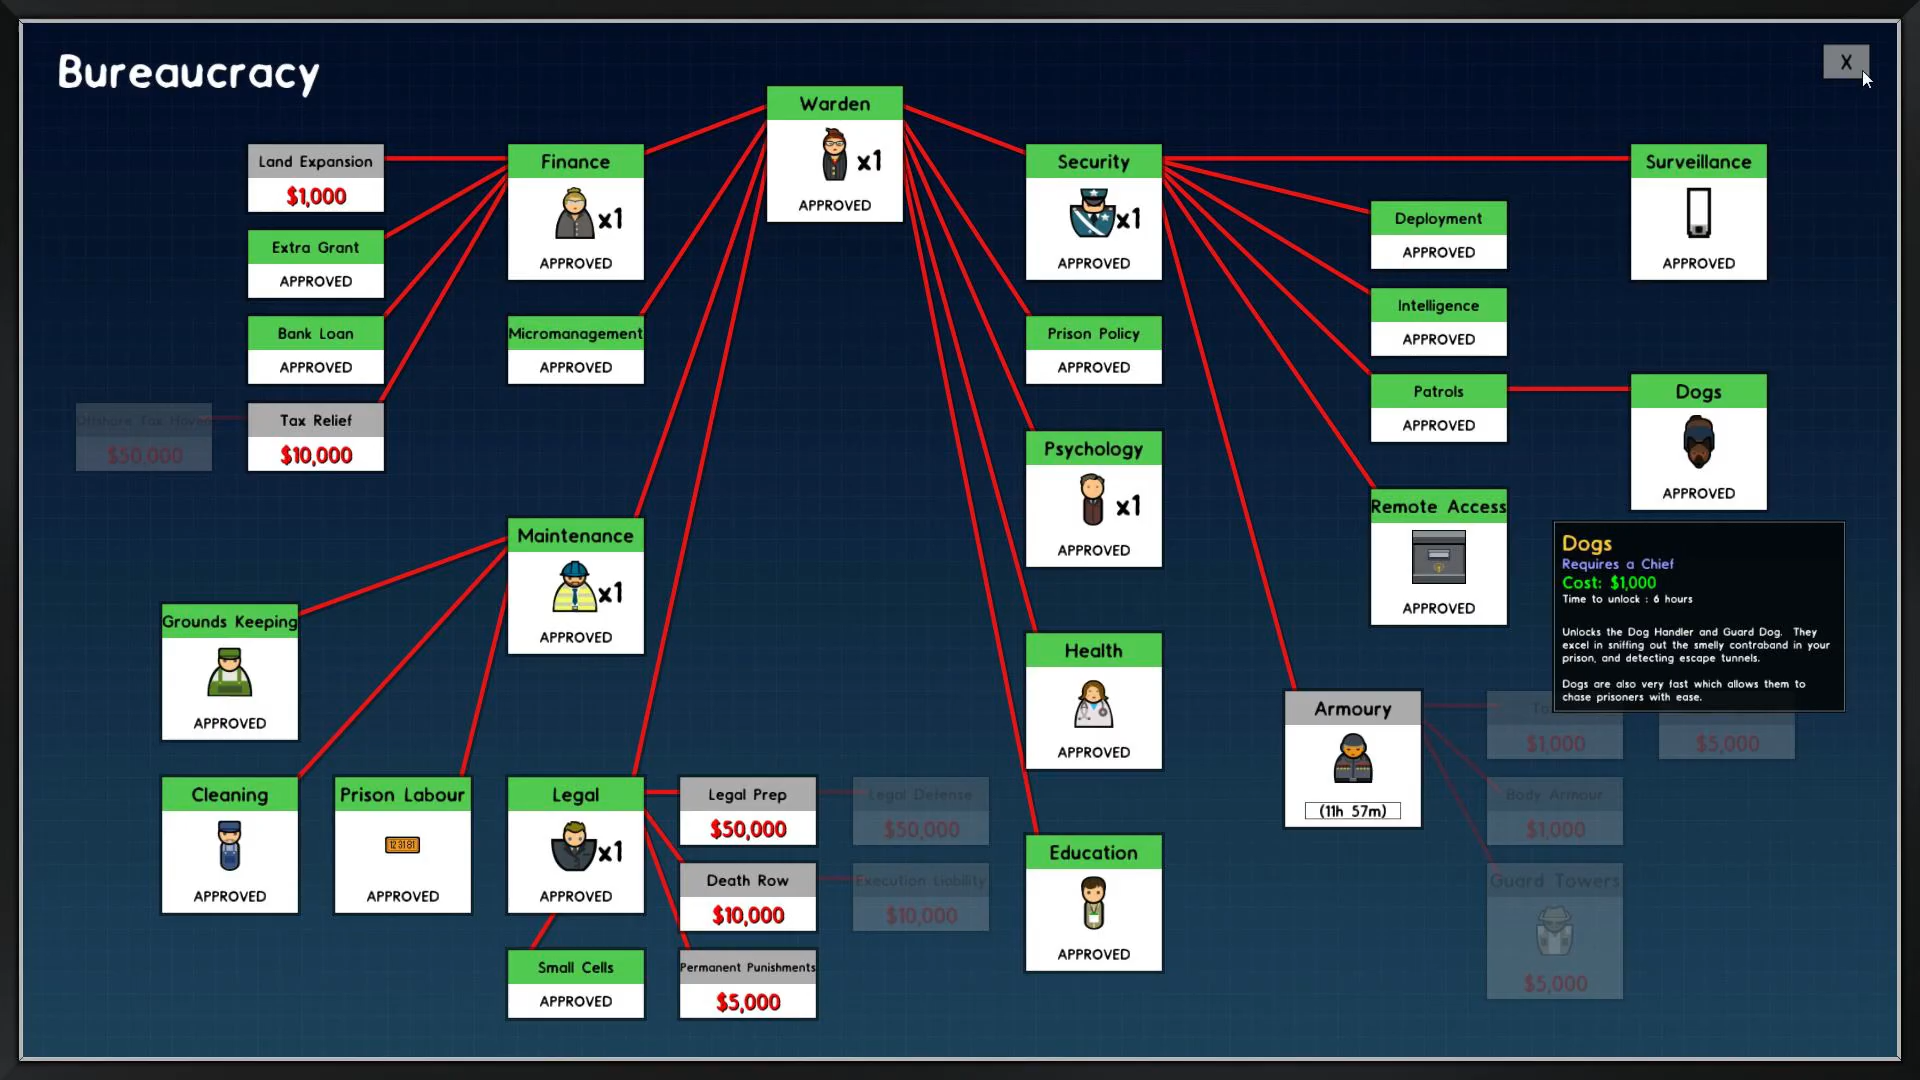 Bureaucracy
X
Warden
x1
APPROVED
Land Expansion
$1,000
Finance
x1
APPROVED
Security
x1
APPROVED
Surveillance
APPROVED
Extra Grant
APPROVED
Deployment
APPROVED
Bank Loan
APPROVED
Micromanagement
APPROVED
Prison Policy
APPROVED
Intelligence
APPROVED
$50,000
Tax Relief
$10,000
Patrols
APPROVED
Dogs
APPROVED
Psychology
x1
APPROVED
Remote Access
APPROVED
Maintenance
x1
APPROVED
Dogs
Requires a Chief
Cost: $1,000
Time to unlock : 6 hours
Unlocks the Dog Handler and Guard Dog. They
excel in sniffing out the smelly contraband in your
prison, and detecting escape tunnels.
Dogs are also very fast which allows them to
chase prisoners with ease.
Grounds Keeping
APPROVED
Health
APPROVED
Armoury
(11h 57m)
$1,000
$5,000
Cleaning
APPROVED
Prison Labour
123181
APPROVED
Legal
x1
APPROVED
Legal Prep
$50,000
Legal Defense
$50,000
Body Armour
$1,000
Death Row
$10,000
Execution Liability
$10,000
Education
APPROVED
Guard Towers
$5,000
Small Cells
APPROVED
Permanent Punishments
$5,000